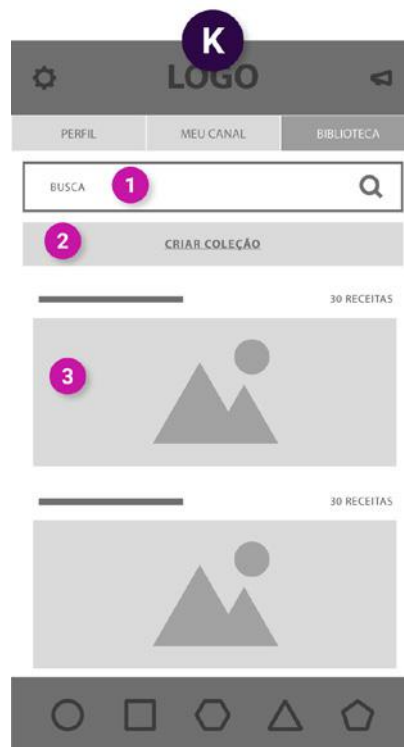 K
LOGO
PERFIL MEU CANAL BIBLIOTECA
BUSCA 1
2 CRIAR COLEÇÃO
30 RECEITAS
3
30 RECEITAS